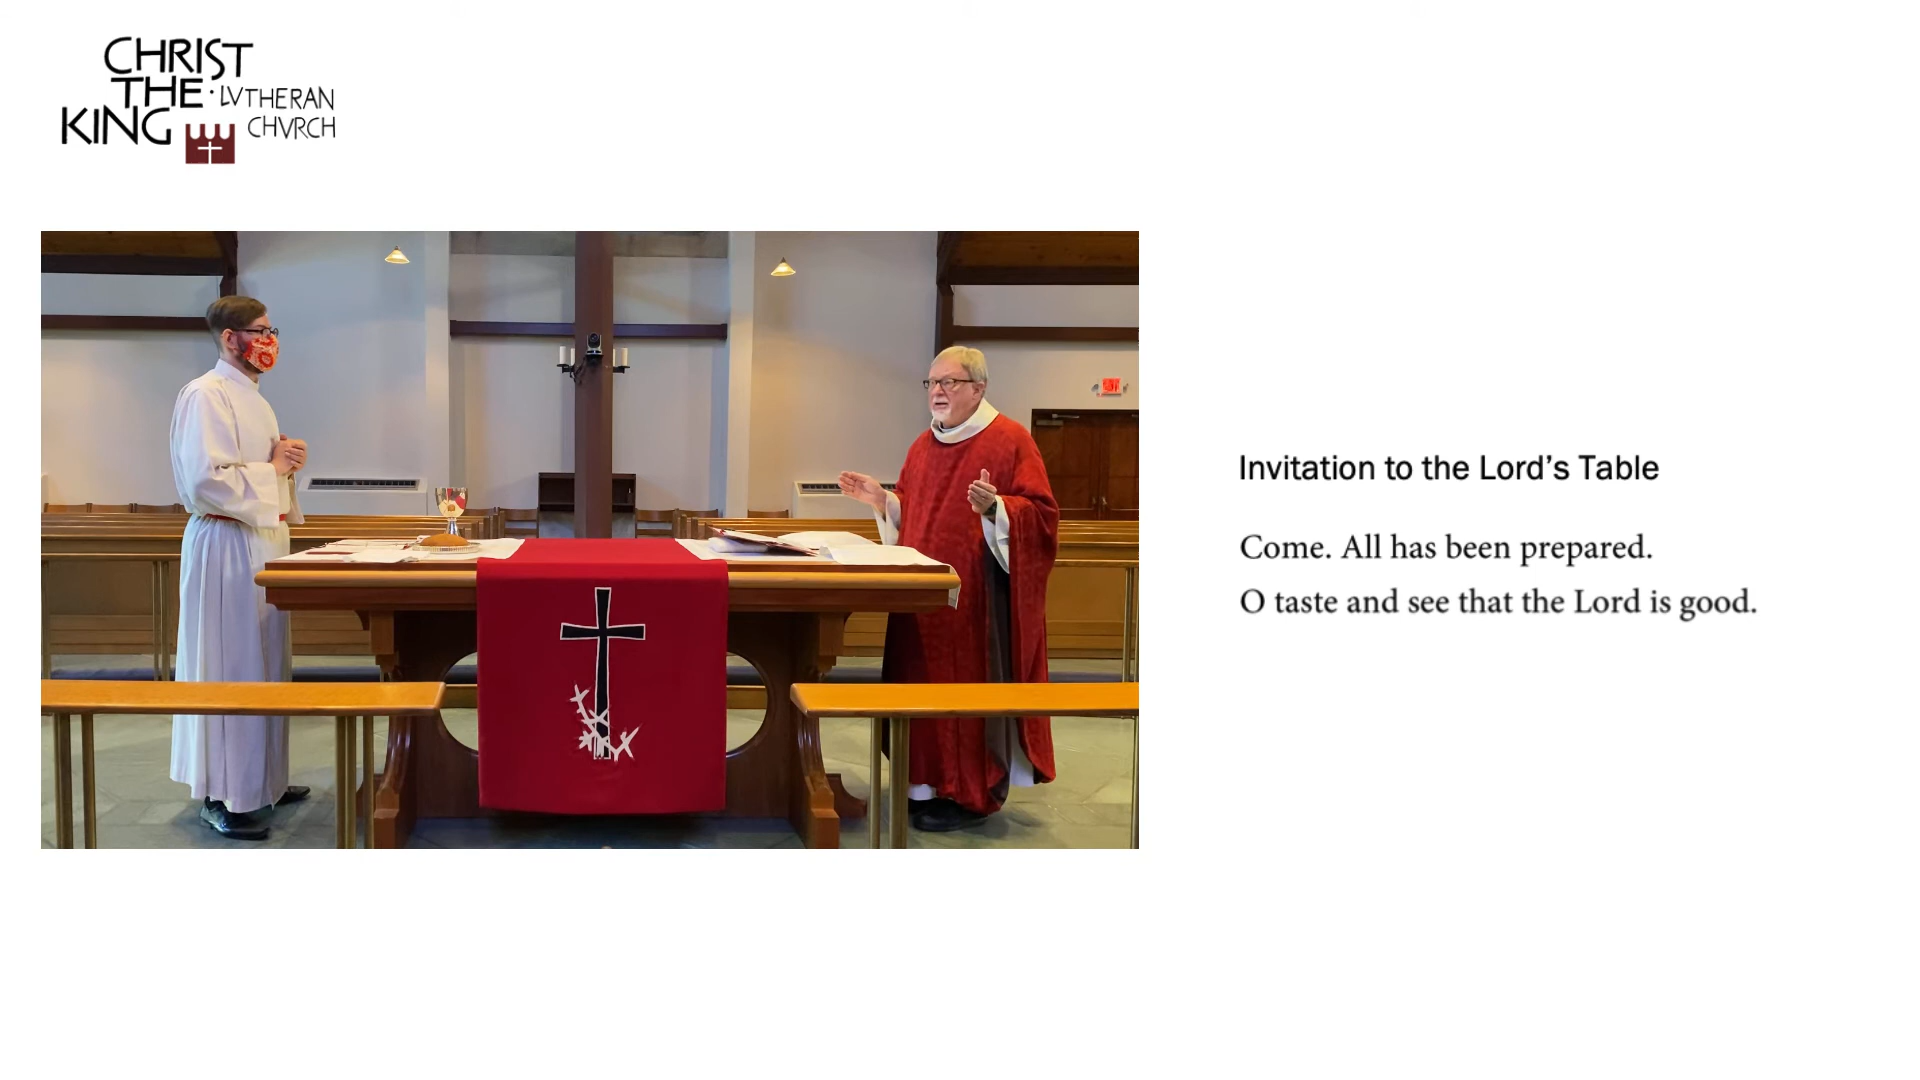 CHRIST
THE · LVTHERAN
KING CHVRCH
Invitation to the Lord’s Table
Come. All has been prepared.
O taste and see that the Lord is good.